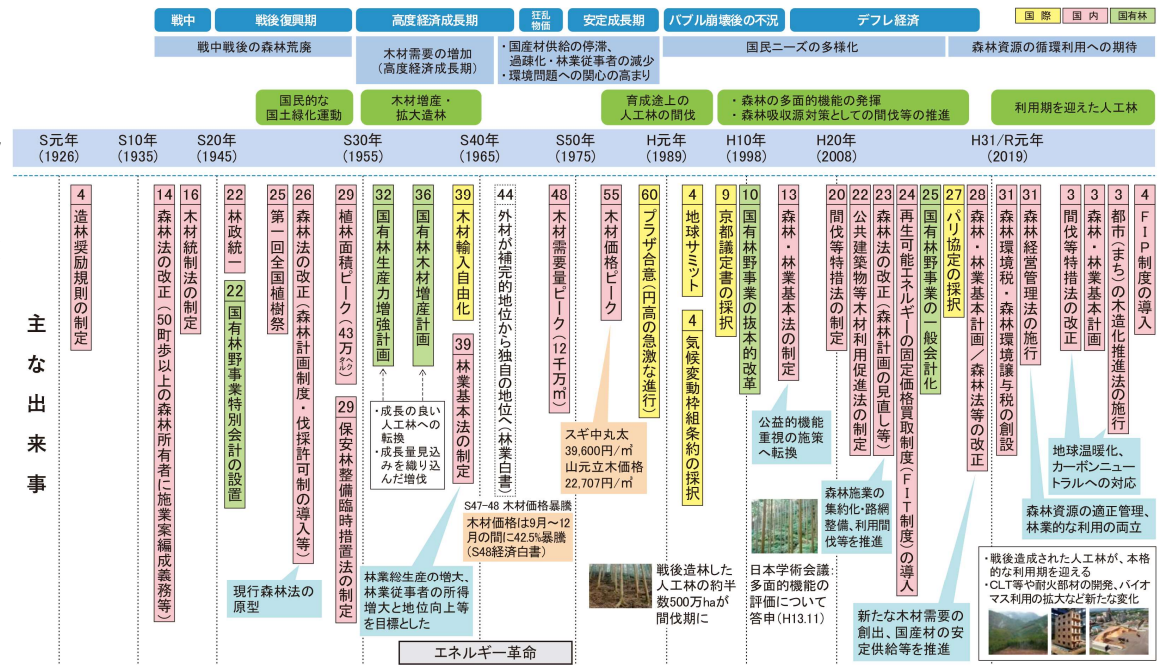 戦中
戦後復興期
高度経済成長期
狂乱
物価
安定成長期
バブル崩壊後の不況
デフレ経済
国 際
国 内
国有林
戦中戦後の森林荒廃
木材需要の増加
(高度経済成長期)
・国産材供給の停滞、
過疎化・林業従事者の減少
・環境問題への関心の高まり
国民ニーズの多様化
森林資源の循環利用への期待
国民的な
国土緑化運動
木材増産・
拡大造林
育成途上の
人工林の間伐
・森林の多面的機能の発揮
・森林吸収源対策としての間伐等の推進
利用期を迎えた人工林
S元年
(1926)
S10年
(1935)
S20年
(1945)
S30年
(1955)
S40年
(1965)
S50年
(1975)
H元年
(1989)
H10年
(1998)
H20年
(2008)
H31/R元年
(2019)
主な出来事
4 造林奨励規則の制定
14 森林法の改正(50町歩以上の森林所有者に施業案編成義務等)
16 木材統制法の制定
22 林政統一
22 国有林野事業特別会計の設置
25 第一回全国植樹祭
26 森林法の改正(森林計画制度・伐採許可制の導入等)
現行森林法の
原型
29 植林面積ピーク(43万ヘクタル)
29 保安林整備臨時措置法の制定
32 国有林生産力増強計画
36 国有林木材増産計画
・成長の良い
人工林への
転換
・成長量見込
みを織り込
んだ増伐
39 木材輸入自由化
39 林業基本法の制定
林業総生産の増大、
林業従事者の所得
増大と地位向上等
を目標とした
44 外材が補完的地位から独自の地位へ(林業白書)
S47-48 木材価格暴騰
木材価格は9月〜12
月の間に42.5%暴騰
(S48経済白書)
48 木材需要量ピーク(12千万㎥)
55 木材価格ピーク
スギ中丸太
39,600円/㎥
山元立木価格
22,707円/㎥
60 プラザ合意(円高の急激な進行)
4 地球サミット
4 気候変動枠組条約の採択
戦後造林した
人工林の約半
数500万haが
間伐期に
9 京都議定書の採択
10 国有林野事業の抜本的改革
13 森林・林業基本法の制定
公益的機能
重視の施策
へ転換
日本学術会議:
多面的機能の
評価について
答申(H13.11)
20 間伐等特措法の制定
22 公共建築物等木材利用促進法の制定
23 森林法の改正(森林計画の見直し等)
森林施業の
集約化・路網
整備、利用間
伐等を推進
24 再生可能エネルギーの固定価格買取制度(FIT制度)の導入
25 国有林野事業の一般会計化
27 パリ協定の採択
28 森林・林業基本計画/森林法等の改正
新たな木材需要の
創出、国産材の安
定供給等を推進
31 森林環境税・森林環境譲与税の創設
31 森林経営管理法の施行
森林資源の適正管理、
林業的な利用の両立
3 間伐等特措法の改正
3 森林・林業基本計画
3 都市(まち)の木造化推進法の施行
地球温暖化、
カーボンニュー
トラルへの対応
4 FIP制度の導入
・戦後造成された人工林が、本格
的な利用期を迎える
・CLT等や耐火部材の開発、バイオ
マス利用の拡大など新たな変化
エネルギー革命